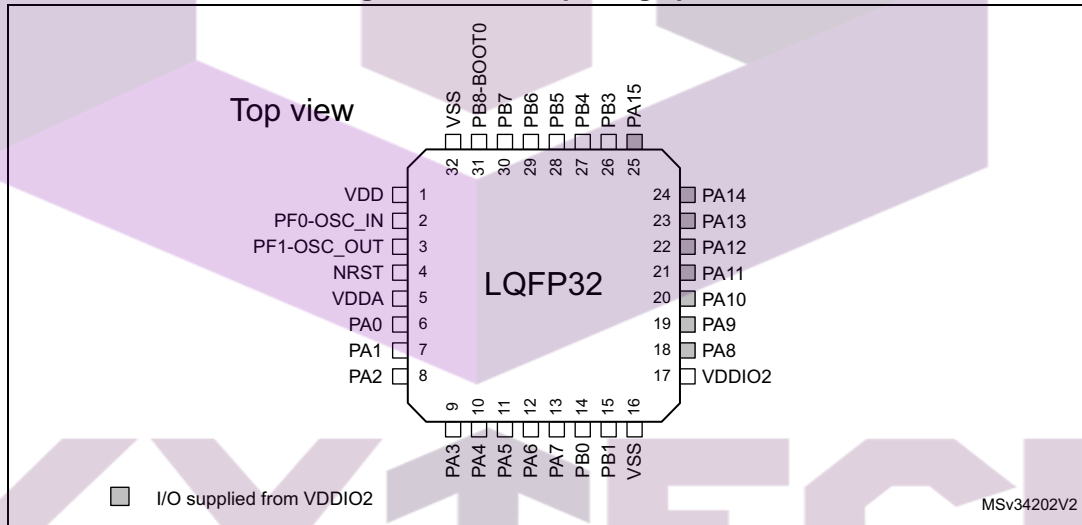 Top view
VSS
PB8-BOOT0
PB7
PB6
PB5
PB4
PB3
PA15
32
31
30
29
28
27
26
25
VDD 1
PF0-OSC_IN 2
PF1-OSC_OUT 3
NRST 4
VDDA 5
PA0 6
PA1 7
PA2 8
LQFP32
24 PA14
23 PA13
22 PA12
21 PA11
20 PA10
19 PA9
18 PA8
17 VDDIO2
9
10
11
12
13
14
15
16
PA3
PA4
PA5
PA6
PA7
PB0
PB1
VSS
I/O supplied from VDDIO2
MSv34202V2